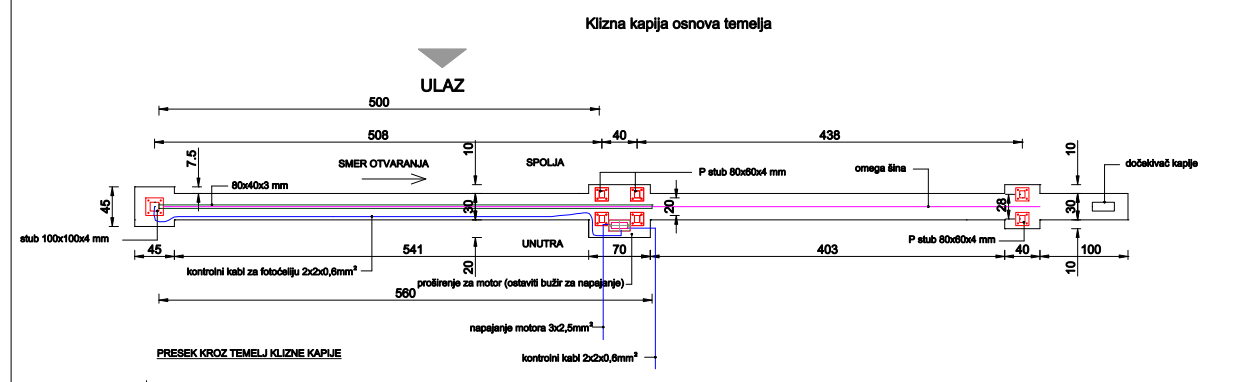 Klizna kapija osnova temelja
ULAZ
500
508
40
438
7.5
10
10
SMER OTVARANJA
SPOLJA
P stub 80x60x4 mm
omega šina
dočekivač kapije
80x40x3 mm
45
30
20
28
30
stub 100x100x4 mm
UNUTRA
P stub 80x60x4 mm
45
541
20
70
403
40
10
100
kontrolni kabl za fotoćeliju 2x2x0,6mm²
proširenje za motor (ostaviti bužir za napajanje)
560
napajanje motora 3x2,5mm²
PRESEK KROZ TEMELJ KLIZNE KAPIJE
kontrolni kabl 2x2x0,6mm²